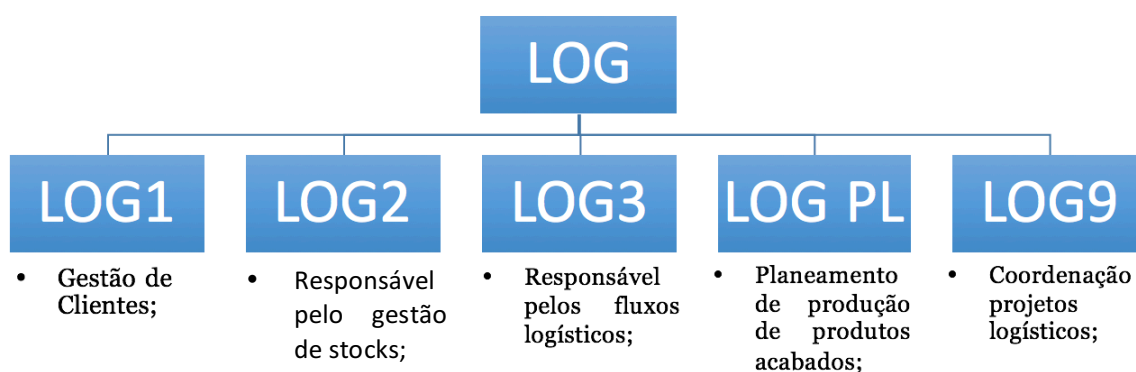 LOG
LOG1
LOG2
LOG3
LOG PL
LOG9
• Gestão de
Clientes;
• Responsável
pelo gestão
de stocks;
• Responsável
pelos fluxos
logísticos;
• Planeamento
de produção
de produtos
acabados;
• Coordenação
projetos
logísticos;